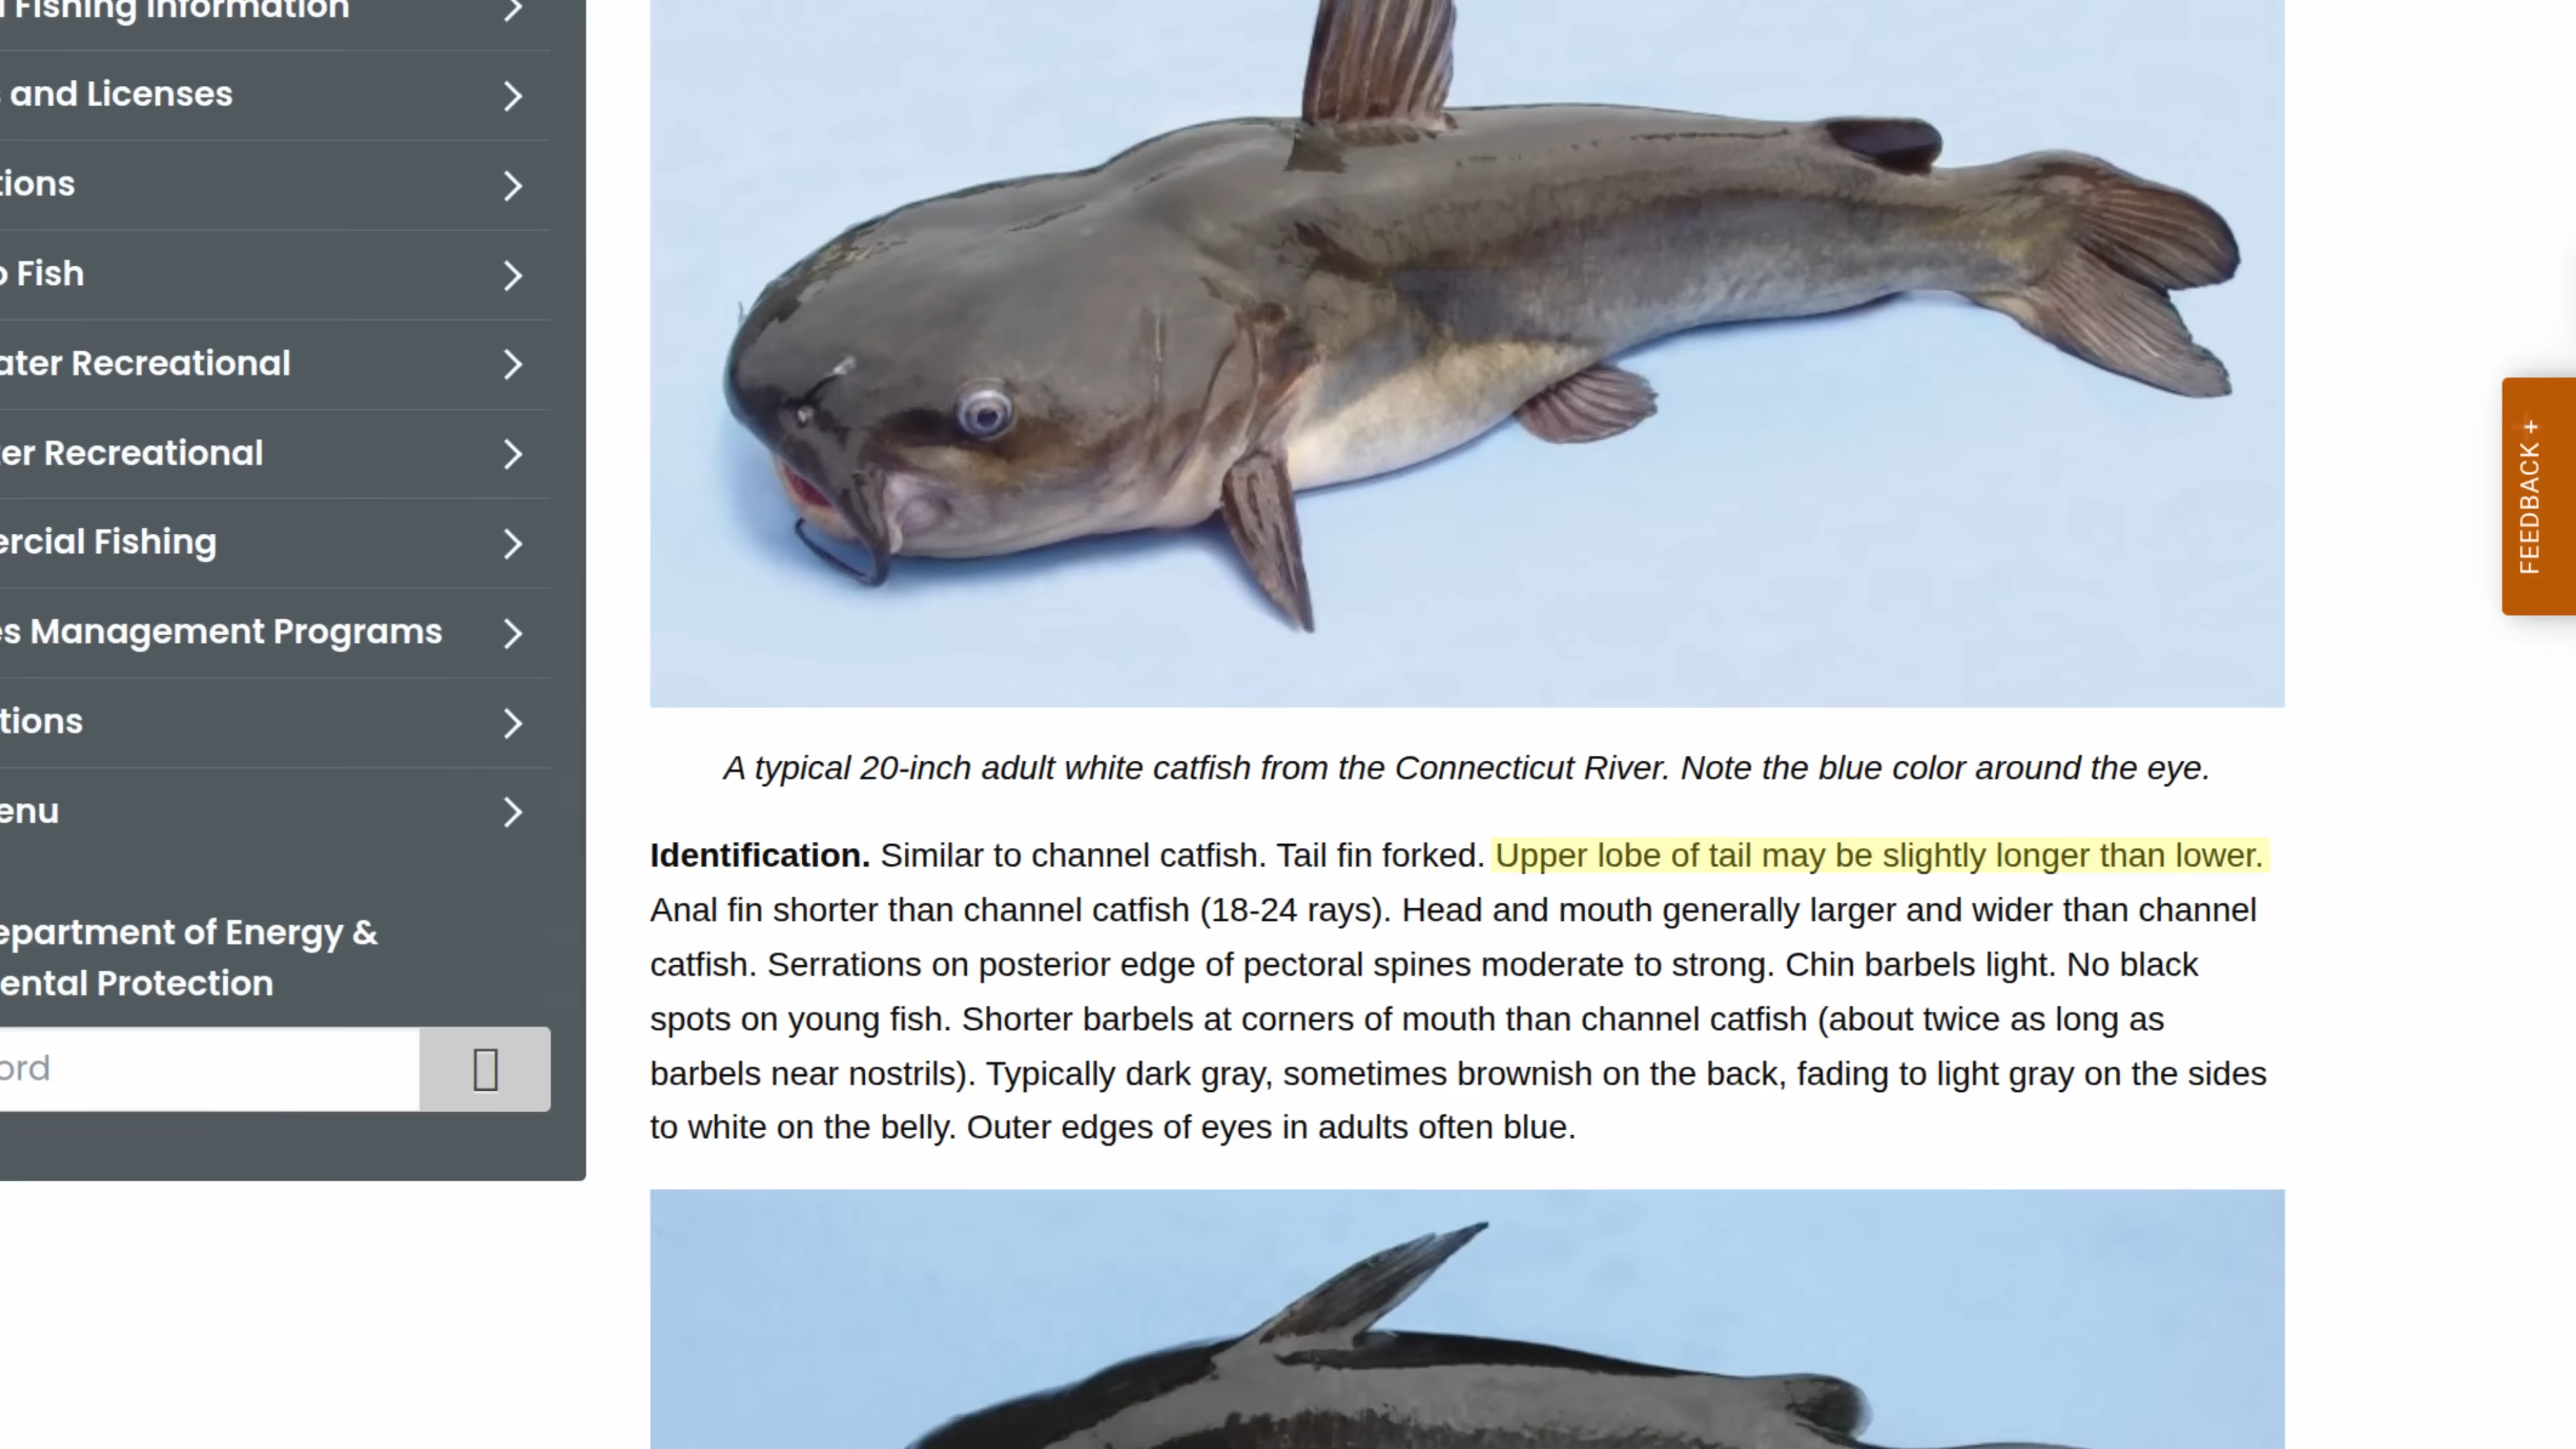 Fishing Information
and Licenses
tions
o Fish
ater Recreational
er Recreational
ercial Fishing
es Management Programs
tions
enu
epartment of Energy &
ental Protection
ord
A typical 20-inch adult white catfish from the Connecticut River. Note the blue color around the eye.
Identification. Similar to channel catfish. Tail fin forked. Upper lobe of tail may be slightly longer than lower.
Anal fin shorter than channel catfish (18-24 rays). Head and mouth generally larger and wider than channel
catfish. Serrations on posterior edge of pectoral spines moderate to strong. Chin barbels light. No black
spots on young fish. Shorter barbels at corners of mouth than channel catfish (about twice as long as
barbels near nostrils). Typically dark gray, sometimes brownish on the back, fading to light gray on the sides
to white on the belly. Outer edges of eyes in adults often blue.
FEEDBACK +